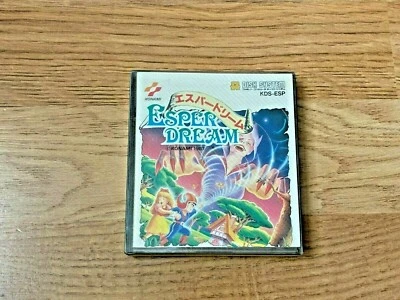 KONAMI
DISK SYSTEM
KDS-ESP
エスパードリーム
ESPER
DREAM
© KONAMI 1987